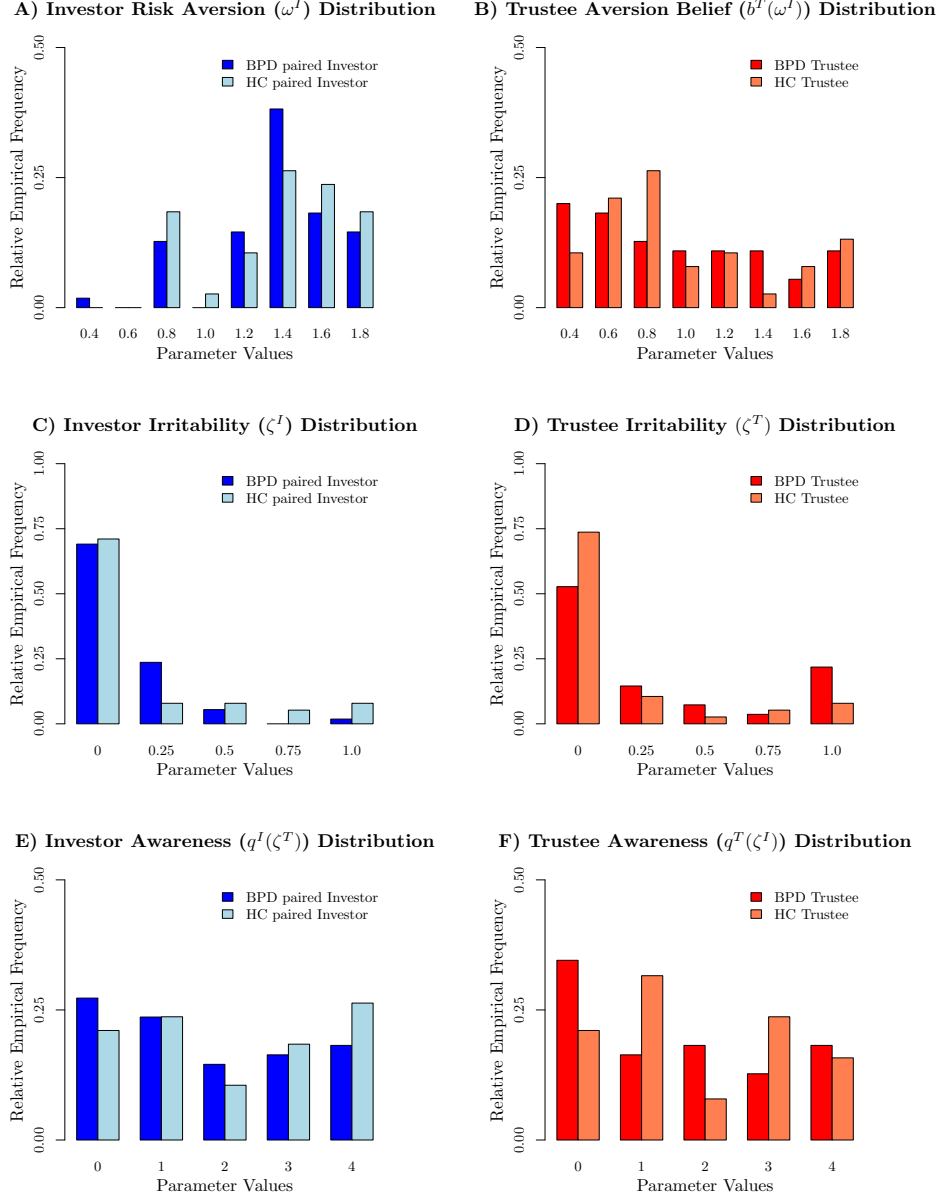 A) Investor Risk Aversion (ω^I) Distribution
0.50
0.25
0.00
Relative Empirical Frequency
BPD paired Investor
HC paired Investor
0.4 0.6 0.8 1.0 1.2 1.4 1.6 1.8
Parameter Values
B) Trustee Aversion Belief (b^T(ω^I)) Distribution
0.50
0.25
0.00
Relative Empirical Frequency
BPD Trustee
HC Trustee
0.4 0.6 0.8 1.0 1.2 1.4 1.6 1.8
Parameter Values
C) Investor Irritability (ζ^I) Distribution
1.00
0.75
0.50
0.25
0.00
Relative Empirical Frequency
BPD paired Investor
HC paired Investor
0 0.25 0.5 0.75 1.0
Parameter Values
D) Trustee Irritability (ζ^T) Distribution
1.00
0.75
0.50
0.25
0.00
Relative Empirical Frequency
BPD Trustee
HC Trustee
0 0.25 0.5 0.75 1.0
Parameter Values
E) Investor Awareness (q^I(ζ^T)) Distribution
0.50
0.25
0.00
Relative Empirical Frequency
BPD paired Investor
HC paired Investor
0 1 2 3 4
Parameter Values
F) Trustee Awareness (q^T(ζ^I)) Distribution
0.50
0.25
0.00
Relative Empirical Frequency
BPD Trustee
HC Trustee
0 1 2 3 4
Parameter Values